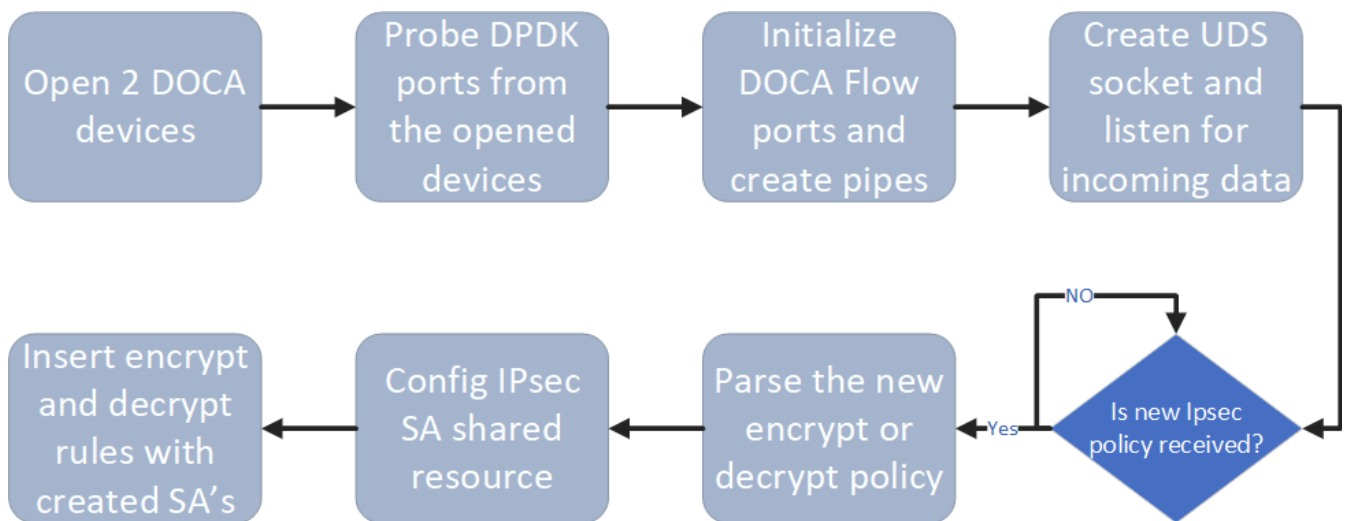 Open 2 DOCA
devices
Probe DPDK
ports from
the opened
devices
Initialize
DOCA Flow
ports and
create pipes
Create UDS
socket and
listen for
incoming data
NO
Is new Ipsec
policy received?
Yes
Parse the new
encrypt or
decrypt policy
Config IPsec
SA shared
resource
Insert encrypt
and decrypt
rules with
created SA’s